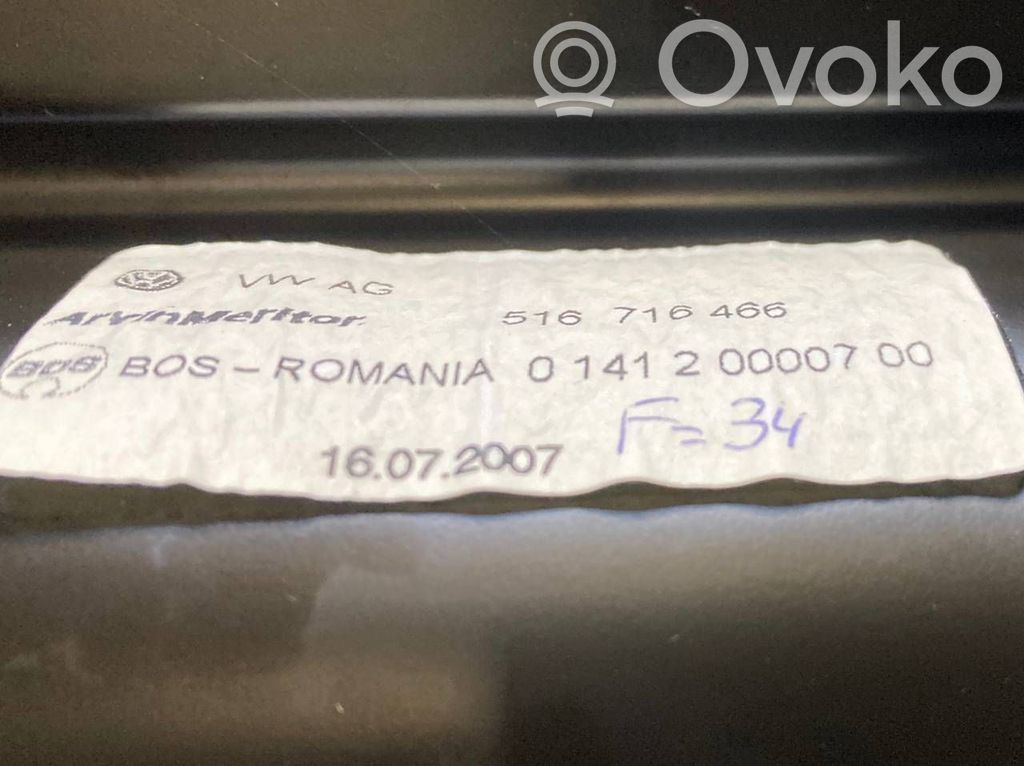 Ovoko
VW AG
ArvinMeritor 516 716 466
BOS BOS - ROMANIA 0 141 2 00007 00
F=34
16.07.2007